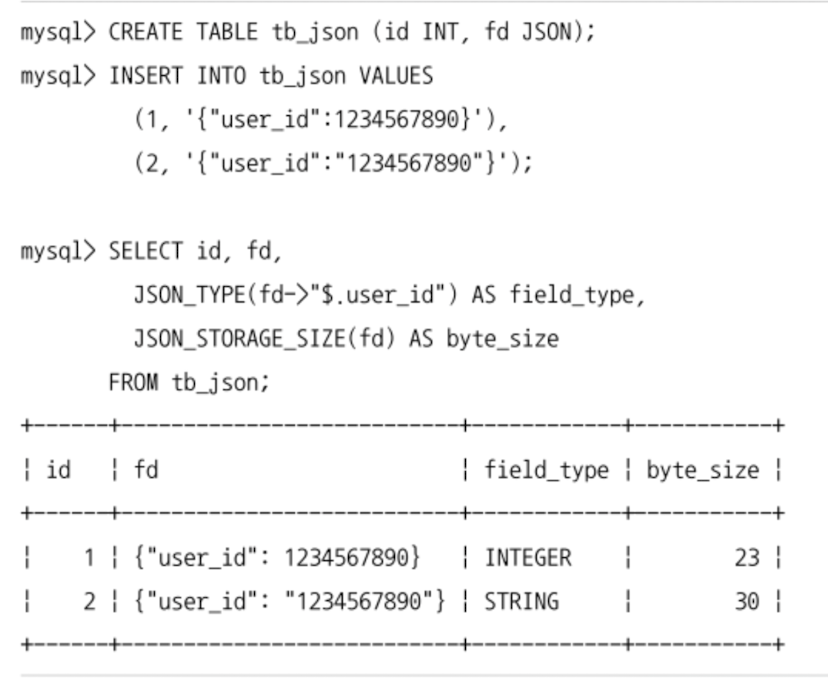 mysql> CREATE TABLE tb_json (id INT, fd JSON);
mysql> INSERT INTO tb_json VALUES
(1, '{"user_id":1234567890}'),
(2, '{"user_id":"1234567890"}');
mysql> SELECT id, fd,
JSON_TYPE(fd->"$.user_id") AS field_type,
JSON_STORAGE_SIZE(fd) AS byte_size
FROM tb_json;
+------+--------------------------+------------+-----------+
¦ id ¦ fd ¦ field_type ¦ byte_size ¦
+------+--------------------------+------------+-----------+
¦ 1 ¦ {"user_id": 1234567890} ¦ INTEGER ¦ 23 ¦
¦ 2 ¦ {"user_id": "1234567890"} ¦ STRING ¦ 30 ¦
+------+--------------------------+------------+-----------+